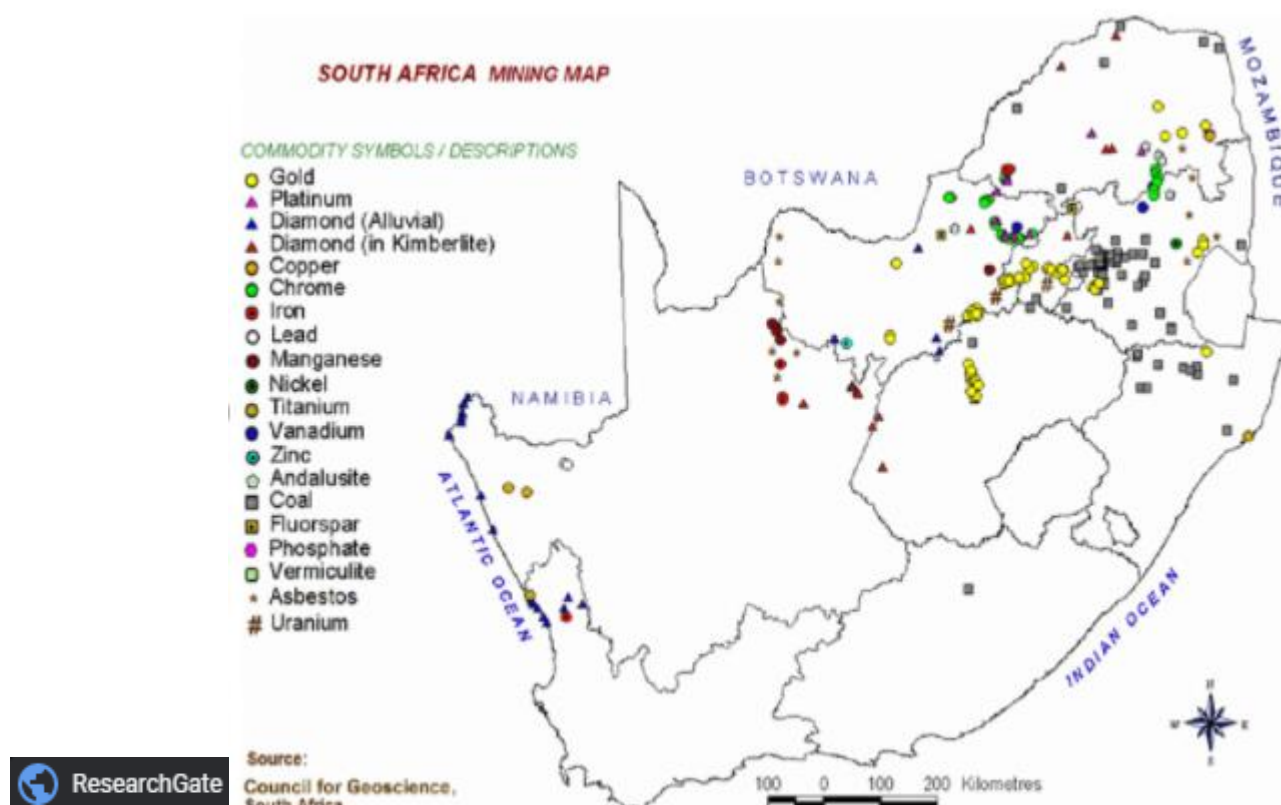 SOUTH AFRICA MINING MAP
COMMODITY SYMBOLS / DESCRIPTIONS
Gold
Platinum
Diamond (Alluvial)
Diamond (in Kimberlite)
Copper
Chrome
Iron
Lead
Manganese
Nickel
Titanium
Vanadium
Zinc
Andalusite
Coal
Fluorspar
Phosphate
Vermiculite
Asbestos
# Uranium
BOTSWANA
MOZAMBIQUE
NAMIBIA
ATLANTIC OCEAN
INDIAN OCEAN
N
W E
S
Source:
Council for Geoscience,
South Africa
100 0 100 200 Kilometres
ResearchGate